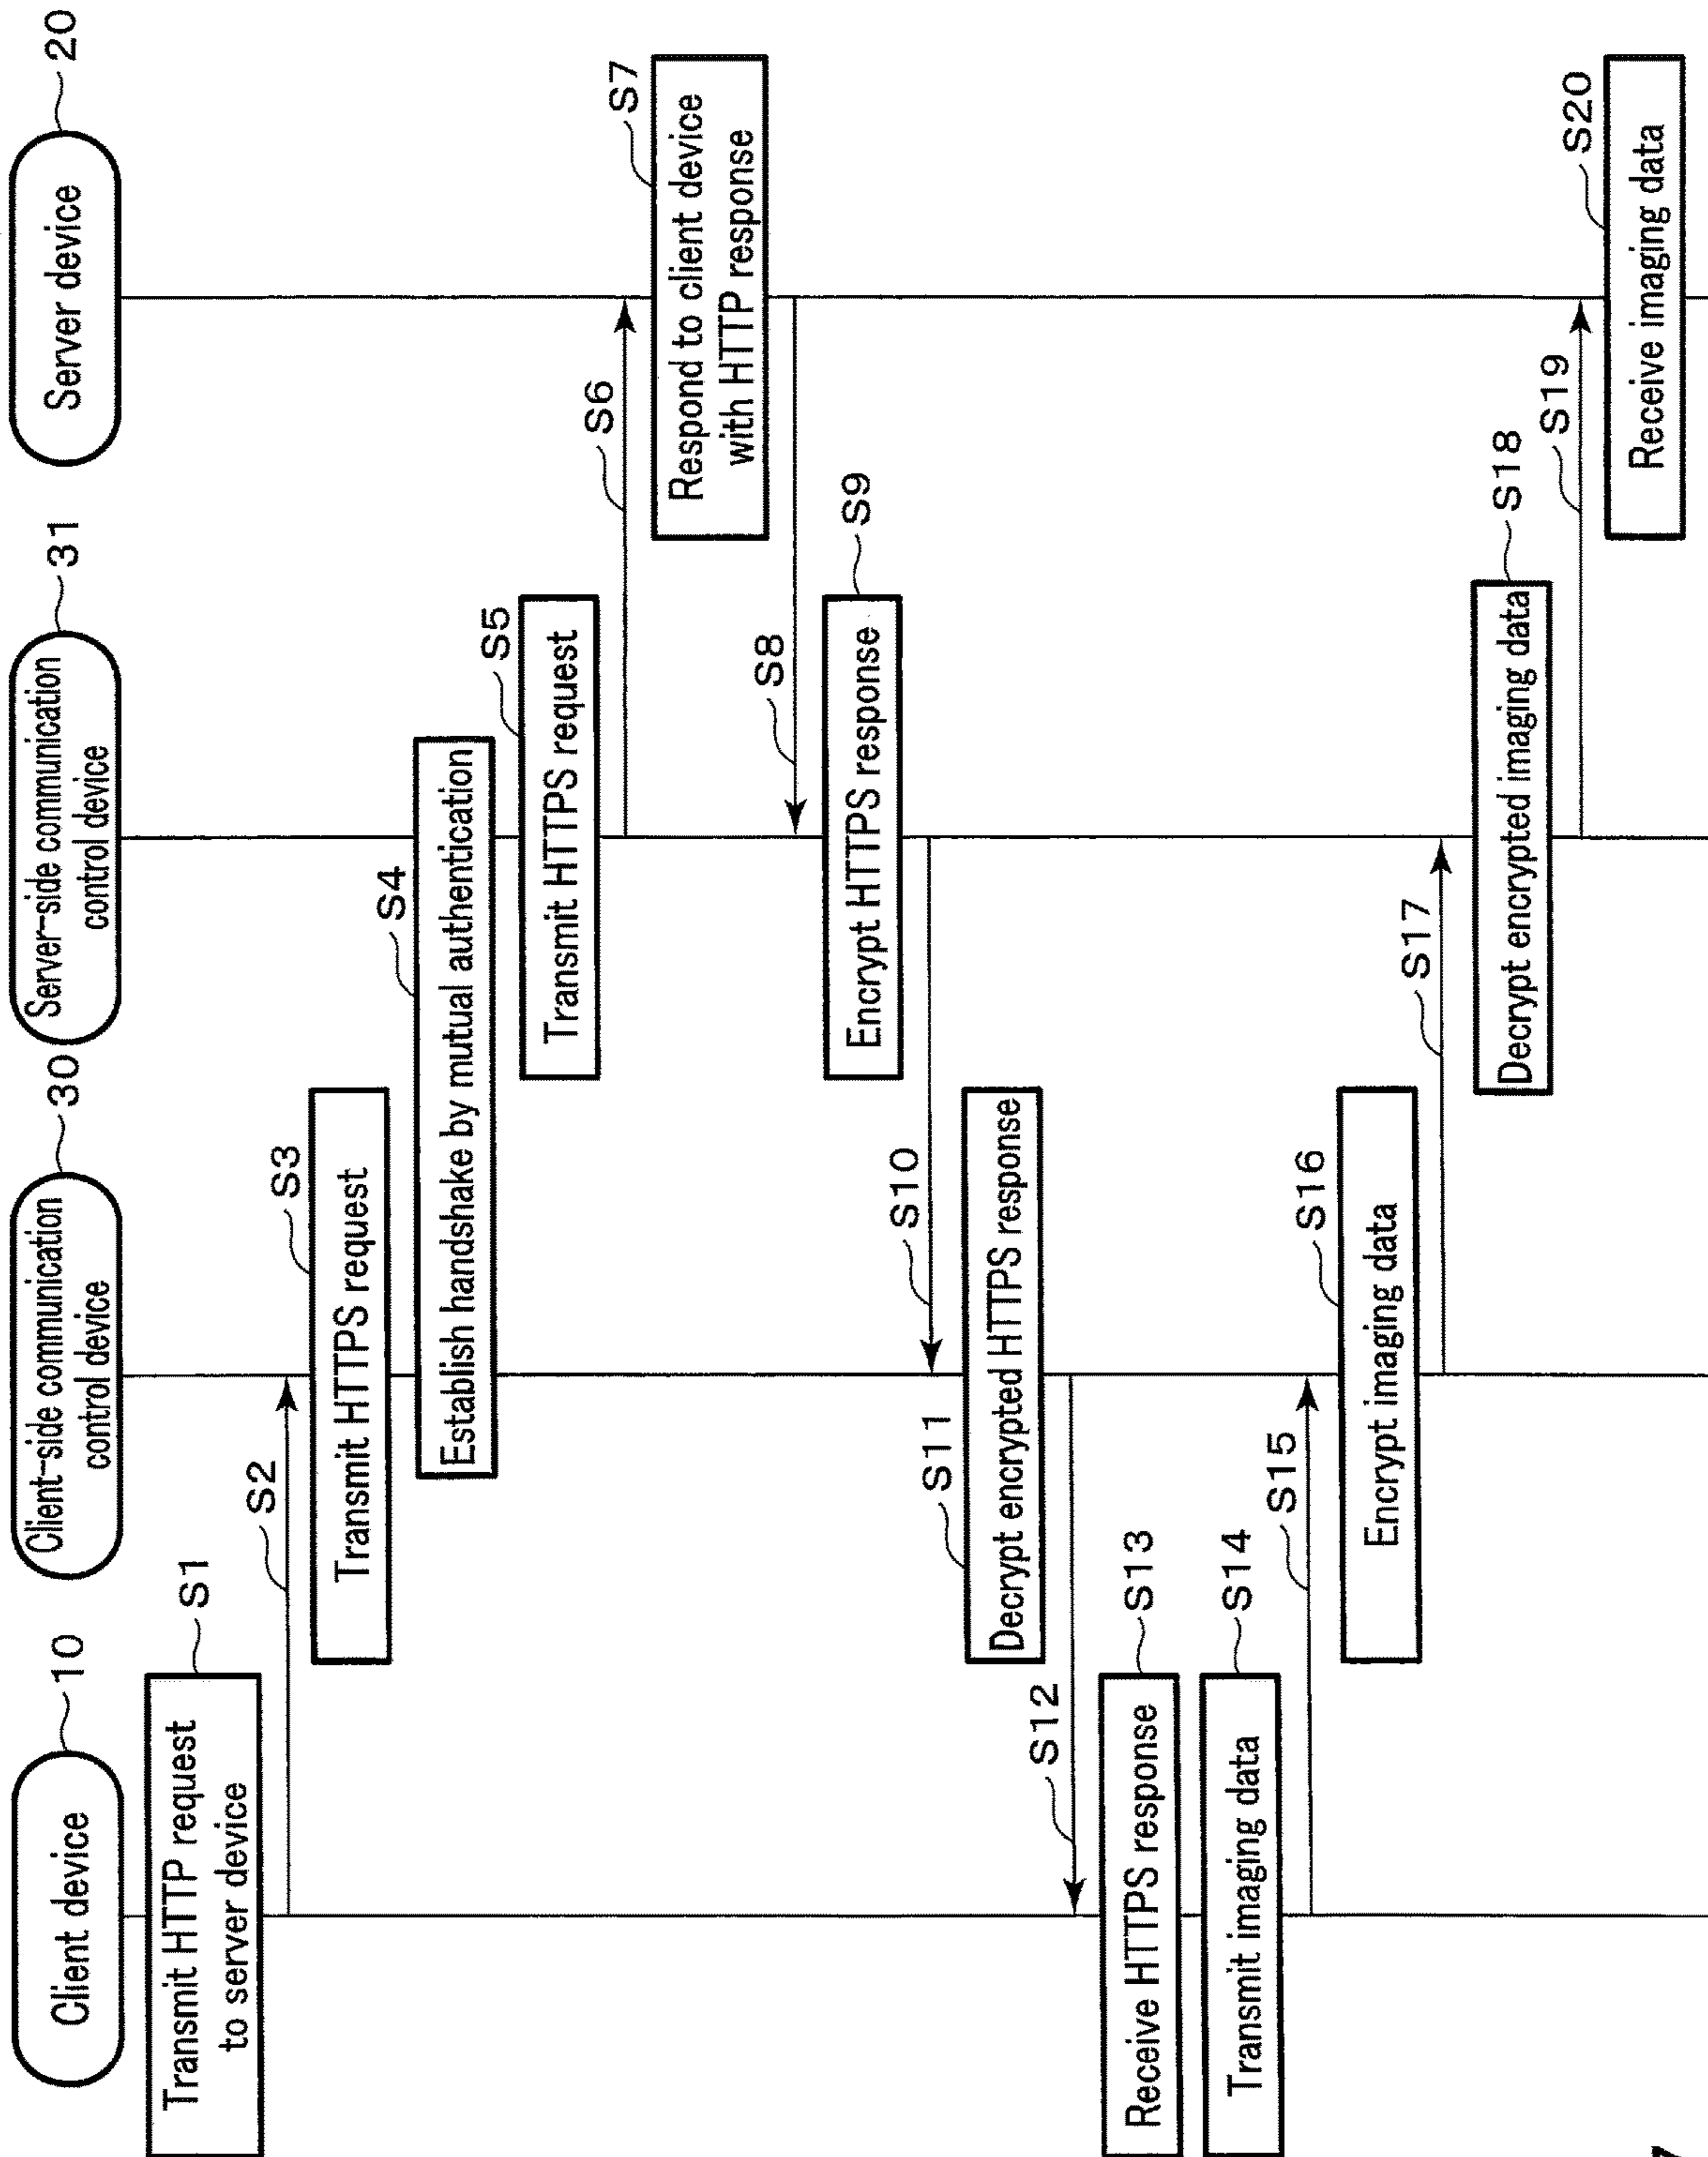 Client device
10
Client-side communication
control device
30
Server-side communication
control device
31
Server device
20
Transmit HTTP request
to server device
S1
S2
Transmit HTTPS request
S3
Establish handshake by mutual authentication
S4
Transmit HTTPS request
S5
S6
Respond to client device
with HTTP response
S7
S8
Encrypt HTTPS response
S9
S10
Decrypt encrypted HTTPS response
S11
S12
Receive HTTPS response
S13
Transmit imaging data
S14
S15
Encrypt imaging data
S16
S17
Decrypt encrypted imaging data
S18
S19
Receive imaging data
S20